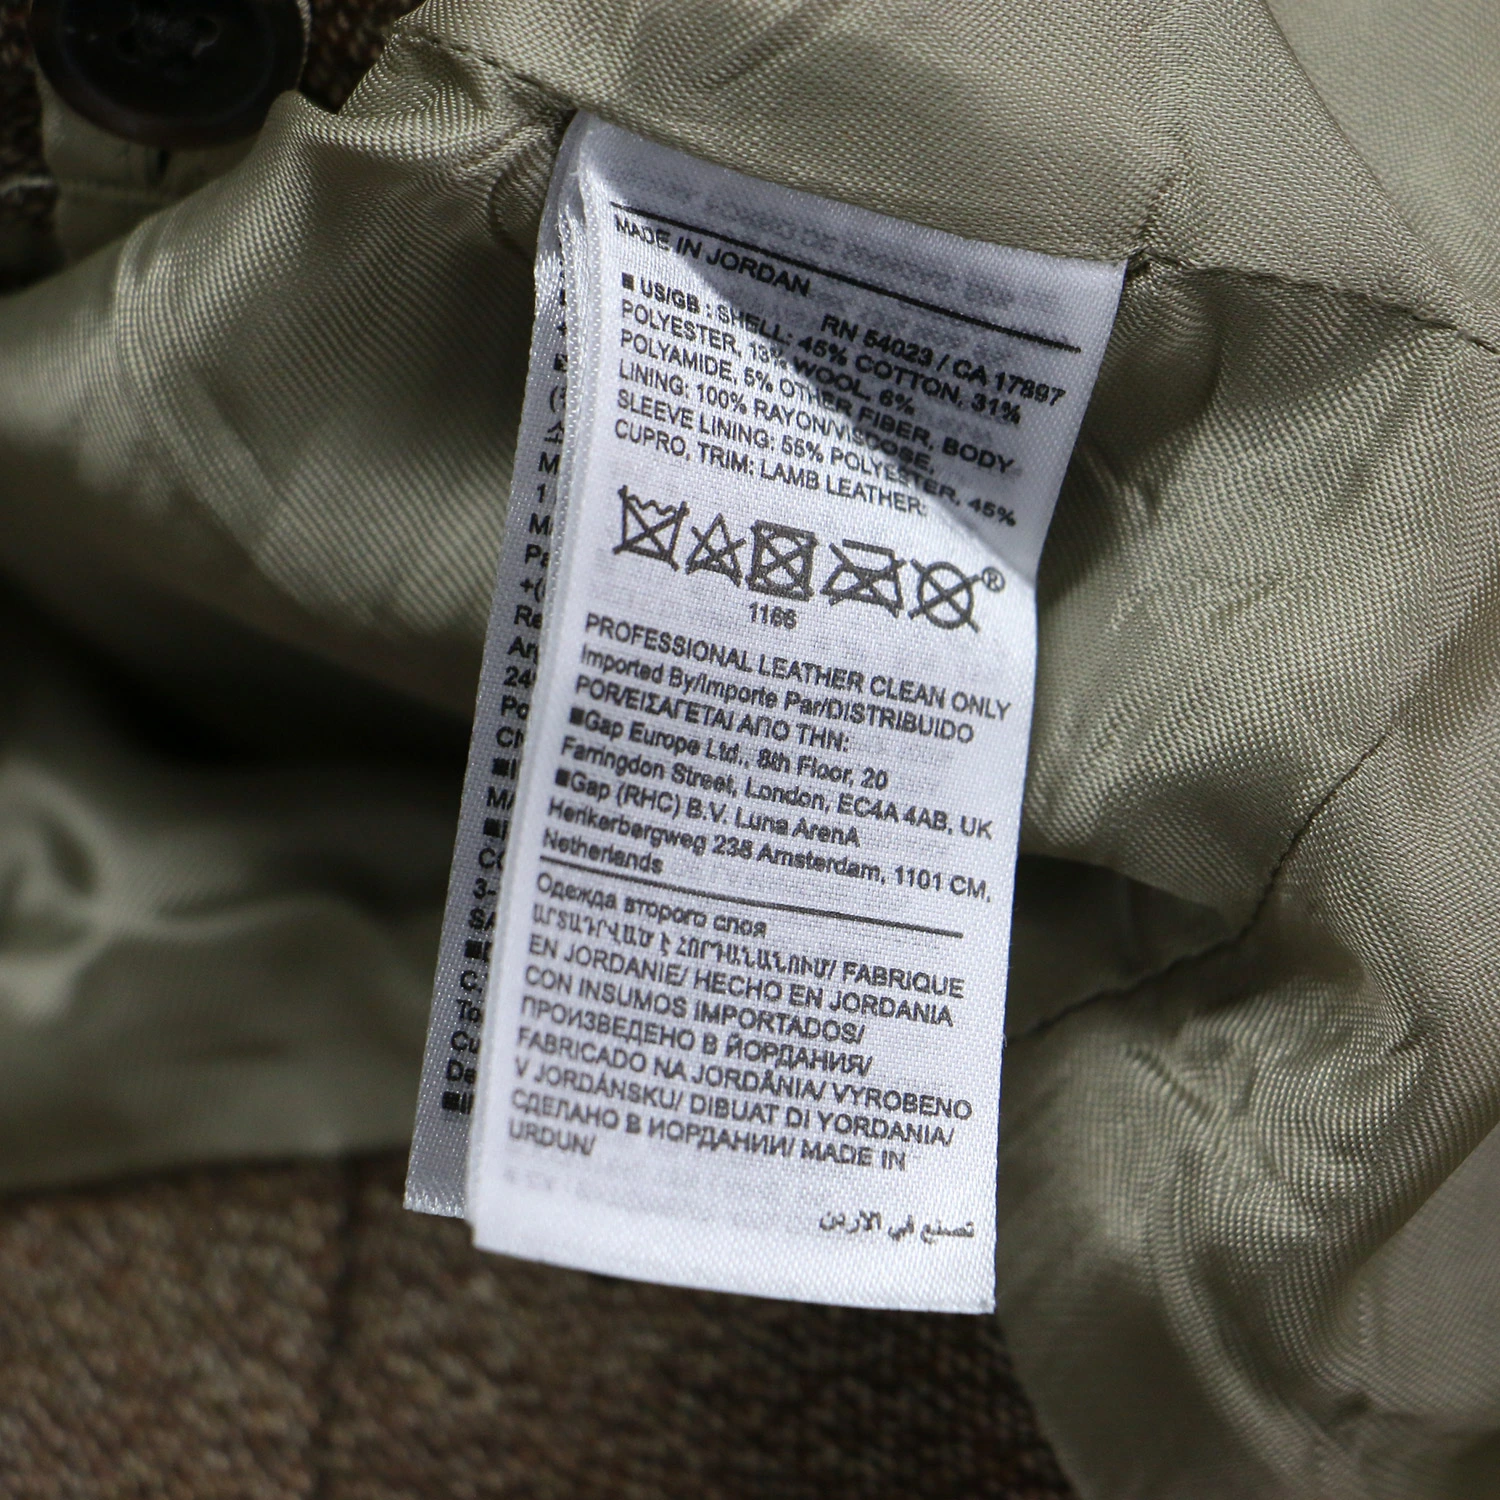 MADE IN JORDAN
RN 54023 / CA 17897
■ US/GB : SHELL: 45% COTTON, 31%
POLYESTER, 13% WOOL, 6%
POLYAMIDE, 5% OTHER FIBER, BODY
LINING: 100% RAYON/VISCOSE,
SLEEVE LINING: 55% POLYESTER, 45%
CUPRO, TRIM: LAMB LEATHER:
®
1166
PROFESSIONAL LEATHER CLEAN ONLY
Imported By/Importe Par/DISTRIBUIDO
POR/ΕΙΣΑΓΕΤΑΙ ΑΠΟ ΤΗΝ:
■Gap Europe Ltd., 8th Floor, 20
Farringdon Street, London, EC4A 4AB, UK
■Gap (RHC) B.V. Luna ArenA
Herikerbergweg 238 Amsterdam, 1101 CM,
Netherlands
Одежда второго слоя
ԱՐՏԱԴՐՎԱԾ Է ՀՈՐԴԱՆԱՆՈՒՄ/ FABRIQUE
EN JORDANIE/ HECHO EN JORDANIA
CON INSUMOS IMPORTADOS/
ПРОИЗВЕДЕНО В ЙОРДАНИЯ/
FABRICADO NA JORDÂNIA/ VYROBENO
V JORDÁNSKU/ DIBUAT DI YORDANIA/
СДЕЛАНО В ИОРДАНИИ/ MADE IN
URDUN/
تصنيع في الاردن